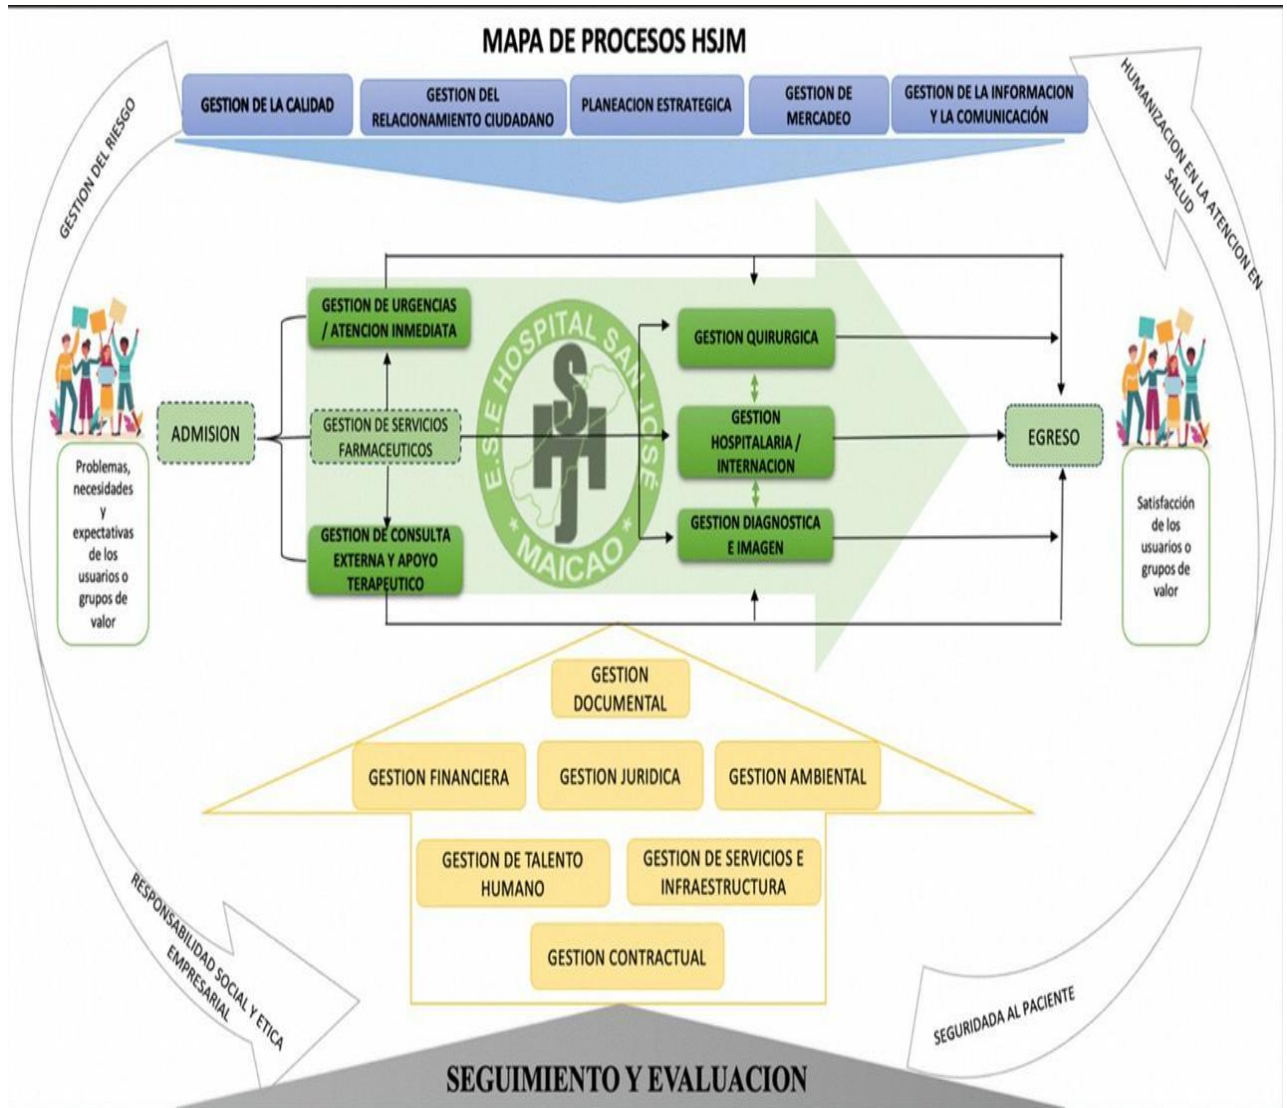 MAPA DE PROCESOS HSJM
GESTION DE LA CALIDAD
GESTION DEL
RELACIONAMIENTO CIUDADANO
PLANEACION ESTRATEGICA
GESTION DE
MERCADEO
GESTION DE LA INFORMACION
Y LA COMUNICACIÓN
GESTION DEL RIESGO
HUMANIZACION EN LA ATENCION EN
SALUD
GESTION DE URGENCIAS
/ ATENCION INMEDIATA
E.S.E HOSPITAL SAN JOSÉ
SMJ
* MAICAO *
GESTION QUIRURGICA
ADMISION
GESTION DE SERVICIOS
FARMACEUTICOS
GESTION
HOSPITALARIA /
INTERNACION
EGRESO
Problemas,
necesidades
y
expectativas
de los
usuarios o
grupos de
valor
GESTION DE CONSULTA
EXTERNA Y APOYO
TERAPEUTICO
GESTION DIAGNOSTICA
E IMAGEN
Satisfacción
de los
usuarios o
grupos de
valor
GESTION
DOCUMENTAL
GESTION FINANCIERA
GESTION JURIDICA
GESTION AMBIENTAL
GESTION DE TALENTO
HUMANO
GESTION DE SERVICIOS E
INFRAESTRUCTURA
GESTION CONTRACTUAL
RESPONSABILIDAD SOCIAL Y ETICA
EMPRESARIAL
SEGURIDADA AL PACIENTE
SEGUIMIENTO Y EVALUACION